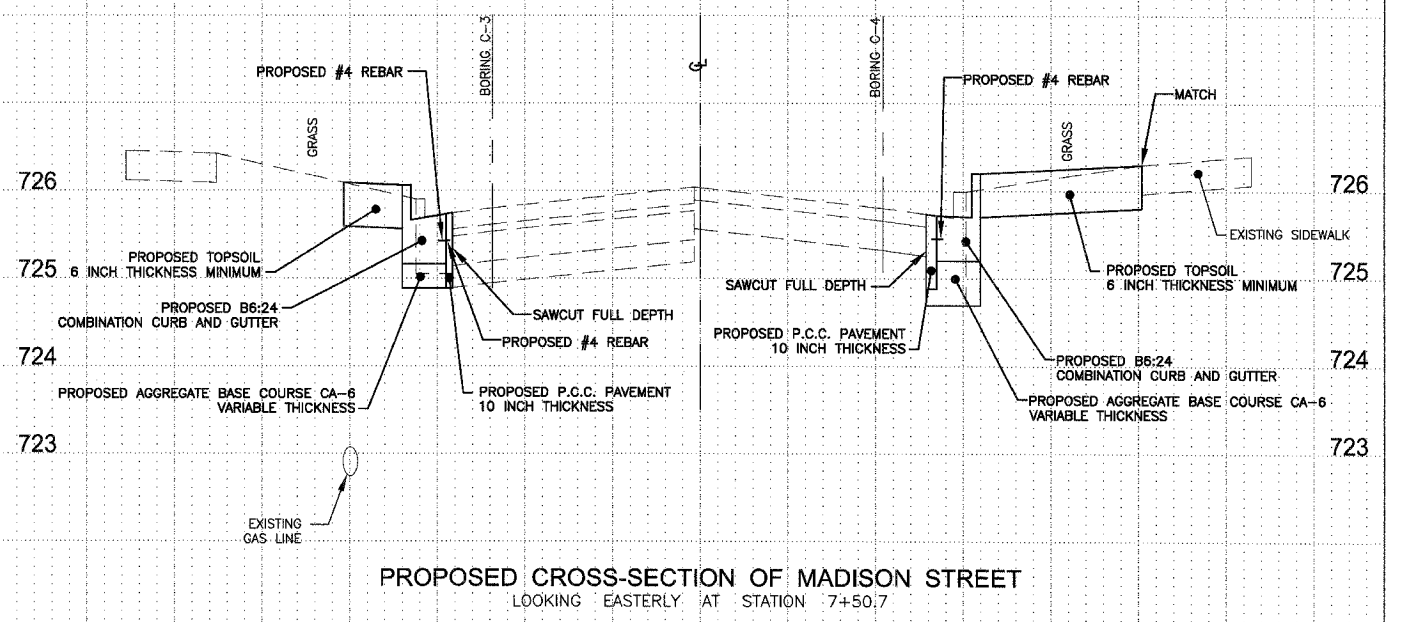 BORING C-3
℄
BORING C-4
PROPOSED #4 REBAR
PROPOSED #4 REBAR
MATCH
GRASS
GRASS
726
726
EXISTING SIDEWALK
PROPOSED TOPSOIL
6 INCH THICKNESS MINIMUM
PROPOSED TOPSOIL
6 INCH THICKNESS MINIMUM
725
725
SAWCUT FULL DEPTH
PROPOSED B6:24
COMBINATION CURB AND GUTTER
SAWCUT FULL DEPTH
PROPOSED #4 REBAR
PROPOSED P.C.C. PAVEMENT
10 INCH THICKNESS
724
724
PROPOSED B6:24
COMBINATION CURB AND GUTTER
PROPOSED AGGREGATE BASE COURSE CA-6
VARIABLE THICKNESS
PROPOSED P.C.C. PAVEMENT
10 INCH THICKNESS
PROPOSED AGGREGATE BASE COURSE CA-6
VARIABLE THICKNESS
723
723
EXISTING
GAS LINE
PROPOSED CROSS-SECTION OF MADISON STREET
LOOKING EASTERLY AT STATION 7+50.7